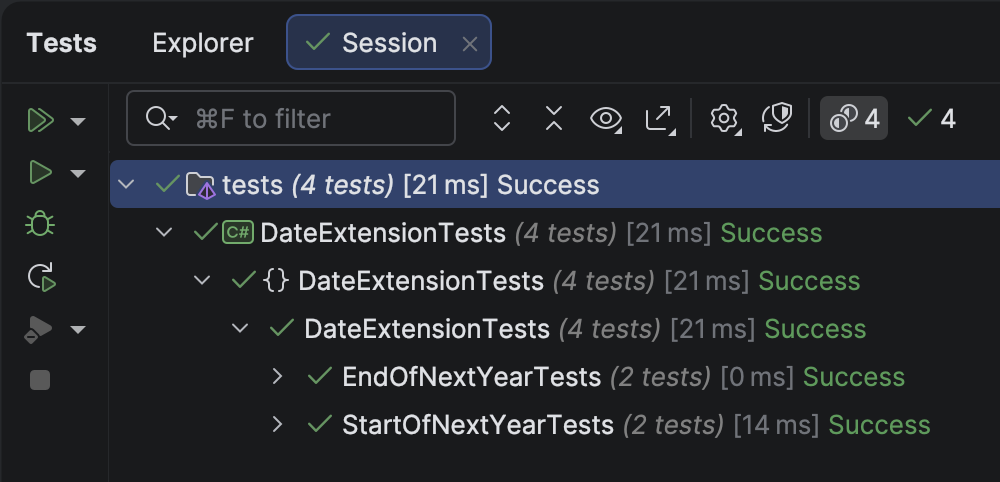 Tests Explorer Session
⌘F to filter 4 4
tests (4 tests) [21 ms] Success
C# DateExtensionTests (4 tests) [21 ms] Success
{} DateExtensionTests (4 tests) [21 ms] Success
DateExtensionTests (4 tests) [21 ms] Success
EndOfNextYearTests (2 tests) [0 ms] Success
StartOfNextYearTests (2 tests) [14 ms] Success